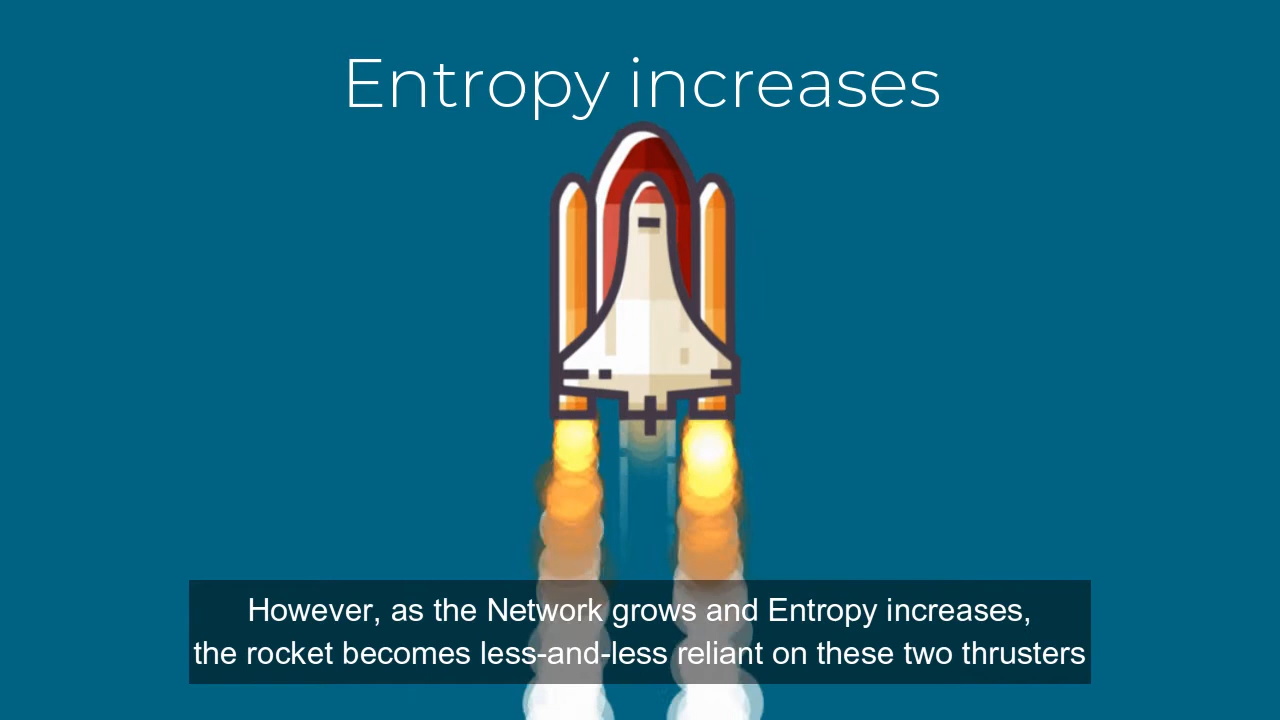 Entropy increases
However, as the Network grows and Entropy increases,
the rocket becomes less-and-less reliant on these two thrusters